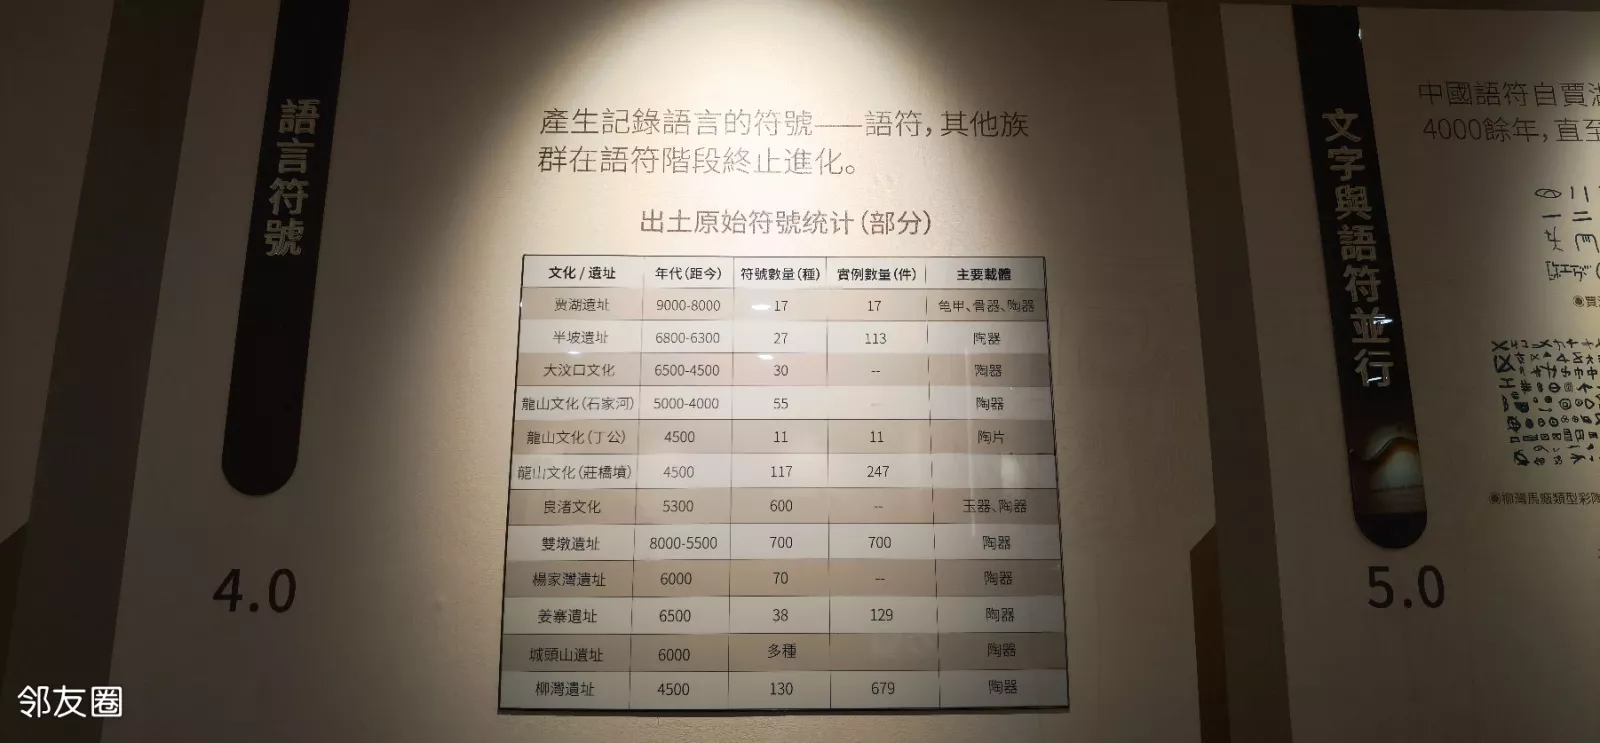 語言符號
4.0
產生記錄語言的符號——語符，其他族
群在語符階段終止進化。
出土原始符號统计（部分）
文化 / 遺址 年代（距今） 符號數量（種） 實例數量（件） 主要載體
贾湖遺址 9000-8000 17 17 龟甲、骨器、陶器
半坡遺址 6800-6300 27 113 陶器
大汶口文化 6500-4500 30 -- 陶器
龍山文化（石家河） 5000-4000 55 -- 陶器
龍山文化（丁公） 4500 11 11 陶片
龍山文化（莊橋墳） 4500 117 247
良渚文化 5300 600 -- 玉器、陶器
雙墩遺址 8000-5500 700 700 陶器
楊家灣遺址 6000 70 -- 陶器
姜寨遺址 6500 38 129 陶器
城頭山遺址 6000 多種 陶器
柳灣遺址 4500 130 679 陶器
文字與語符並行
5.0
中國語符自賈
4000餘年，直至
柳灣馬廠類型彩陶
邻友圈